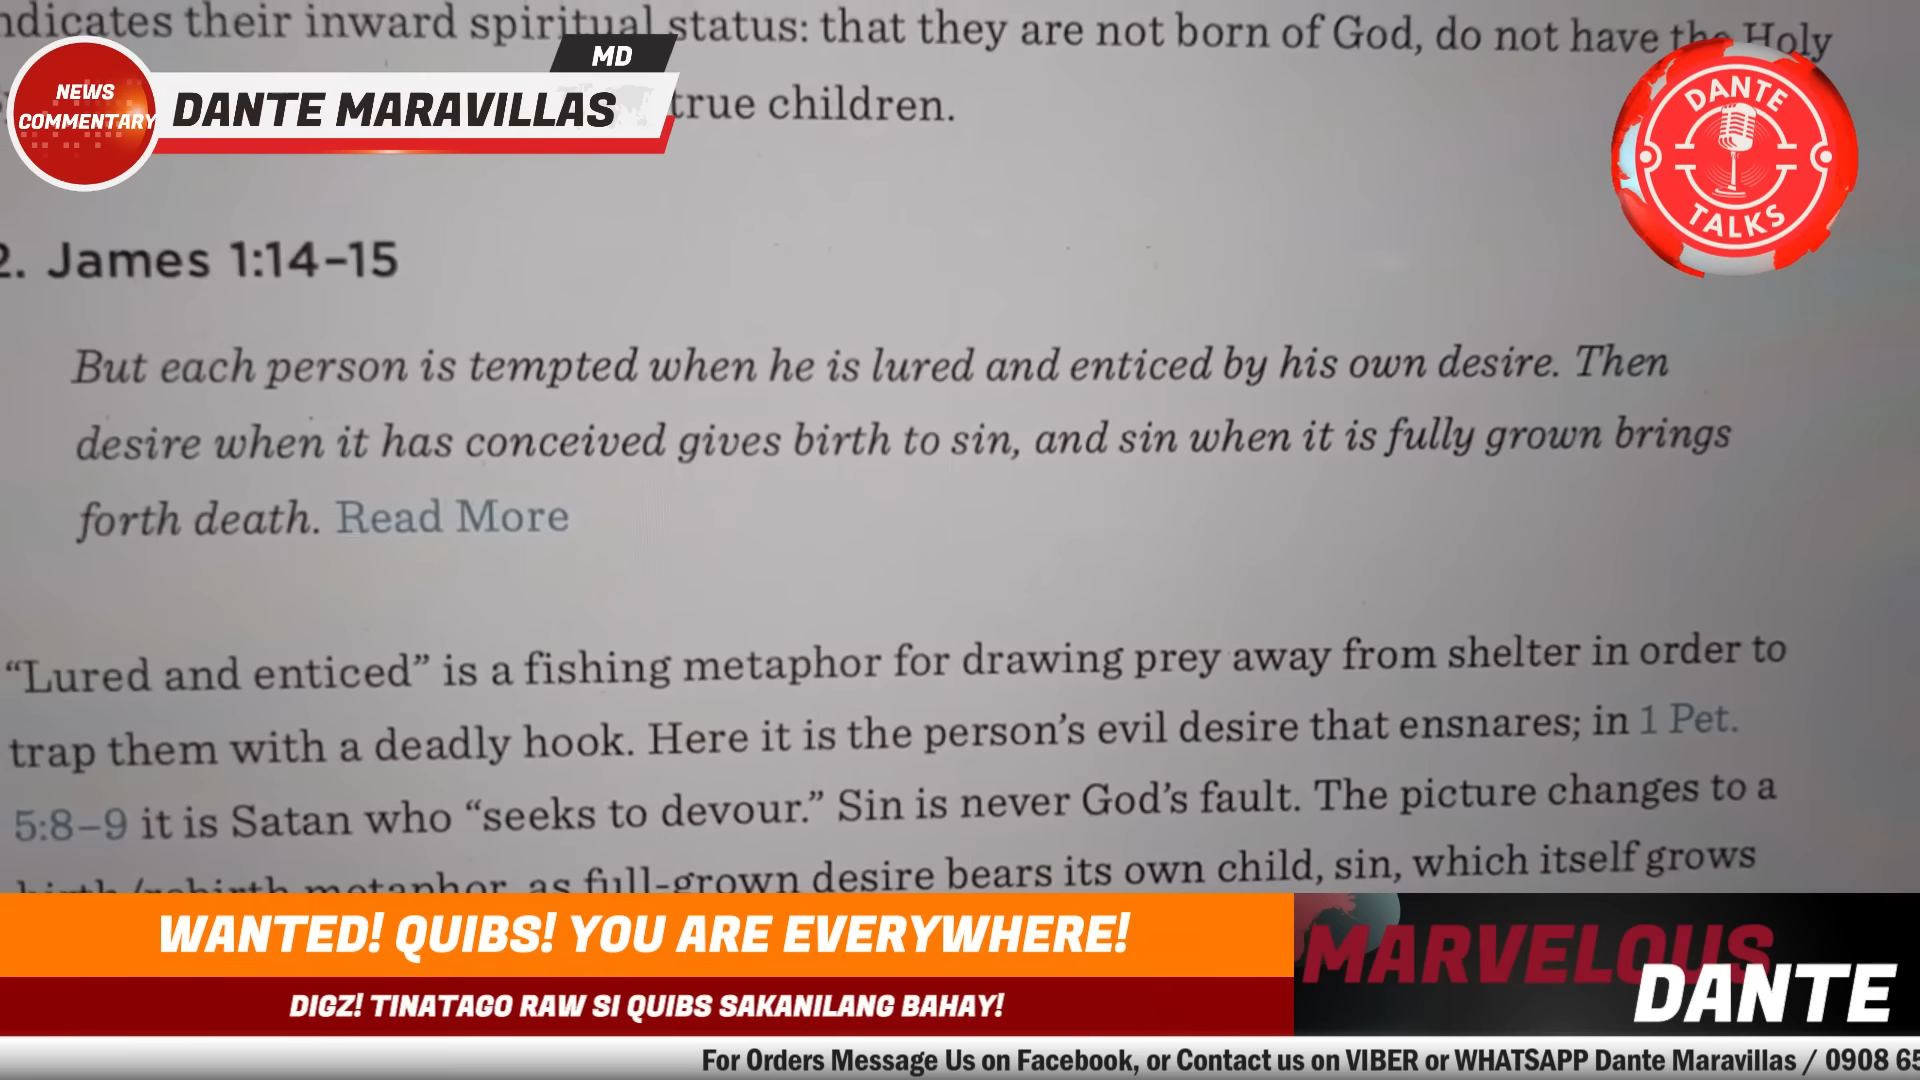 ndicates their inward spiritual status: that they are not born of God, do not have the Holy
MD
NEWS
COMMENTARY
DANTE MARAVILLAS
true children.
DANTE
TALKS
2. James 1:14–15
But each person is tempted when he is lured and enticed by his own desire. Then
desire when it has conceived gives birth to sin, and sin when it is fully grown brings
forth death. Read More
“Lured and enticed” is a fishing metaphor for drawing prey away from shelter in order to
trap them with a deadly hook. Here it is the person’s evil desire that ensnares; in 1 Pet.
5:8–9 it is Satan who “seeks to devour.” Sin is never God’s fault. The picture changes to a
birth/rebirth metaphor, as full-grown desire bears its own child, sin, which itself grows
WANTED! QUIBS! YOU ARE EVERYWHERE!
DIGZ! TINATAGO RAW SI QUIBS SAKANILANG BAHAY!
MARVELOUS
DANTE
For Orders Message Us on Facebook, or Contact us on VIBER or WHATSAPP Dante Maravillas / 0908 65